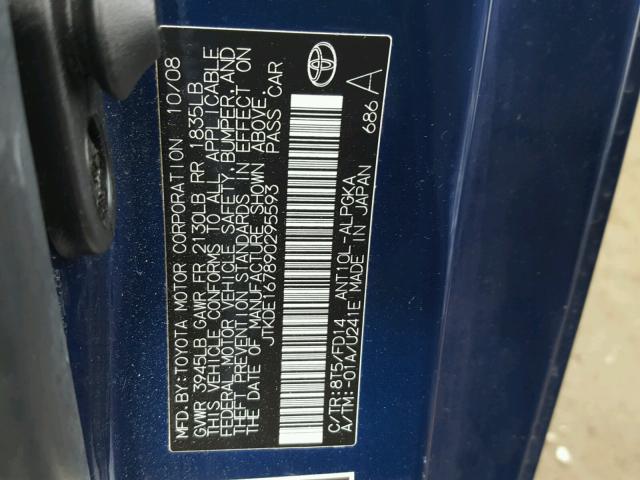 MFD.BY:TOYOTA MOTOR CORPORATION 10/08
GVWR 3945LB GAWR FR 2130LB RR 1835LB
THIS VEHICLE CONFORMS TO ALL APPLICABLE
FEDERAL MOTOR VEHICLE SAFETY,BUMPER,AND
THEFT PREVENTION STANDARDS IN EFFECT ON
THE DATE OF MANUFACTURE SHOWN ABOVE.
JTKDE167890295593 PASS.CAR
C/TR:8T5/FD14 ANT10L-ALPGKA
A/TM:-01A/U241E MADE IN JAPAN
686 A